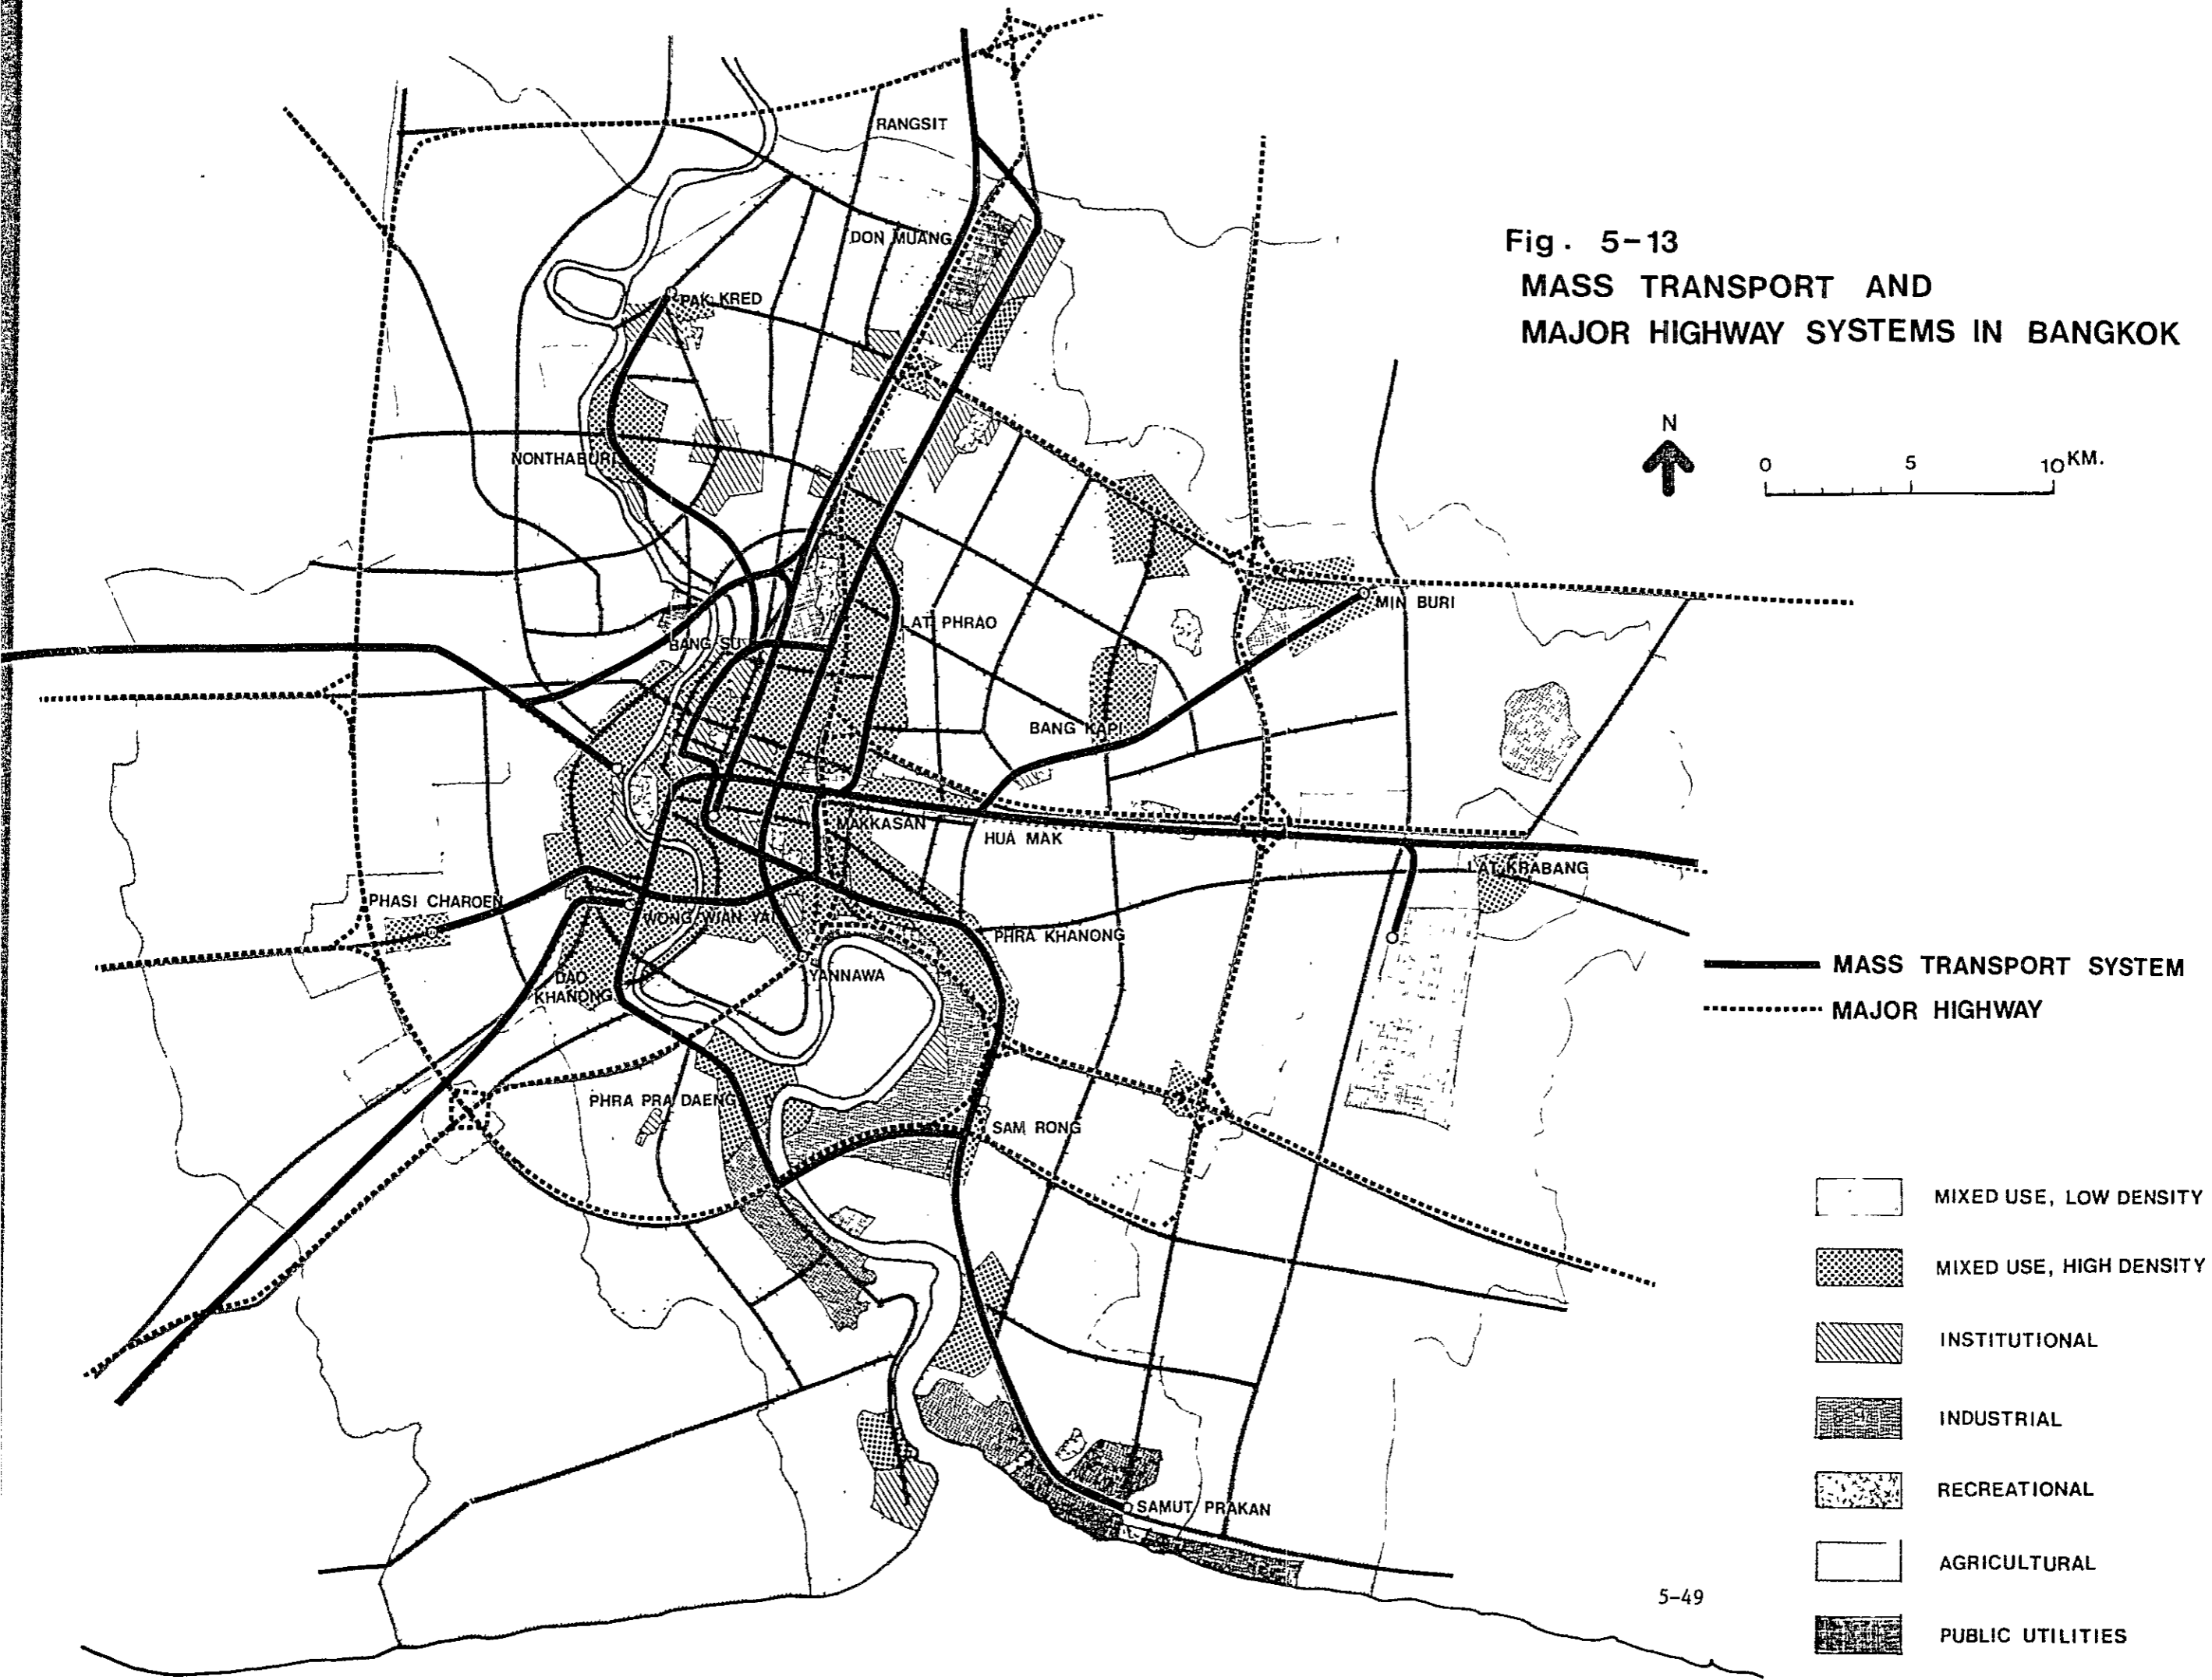 Fig. 5-13
MASS TRANSPORT AND
MAJOR HIGHWAY SYSTEMS IN BANGKOK
N
0 5 10 KM.
RANGSIT
DON MUANG
PAK KRED
NONTHABURI
MIN BURI
LAT PHRAO
BANG SU
BANG KAPI
MAKKASAN
HUA MAK
LAT KRABANG
PHASI CHAROEN
WONG WIAN YAI
PHRA KHANONG
DAO
KHANONG
YANNAWA
PHRA PRA DAENG
SAM RONG
SAMUT PRAKAN
MASS TRANSPORT SYSTEM
MAJOR HIGHWAY
MIXED USE, LOW DENSITY
MIXED USE, HIGH DENSITY
INSTITUTIONAL
INDUSTRIAL
RECREATIONAL
AGRICULTURAL
PUBLIC UTILITIES
5-49